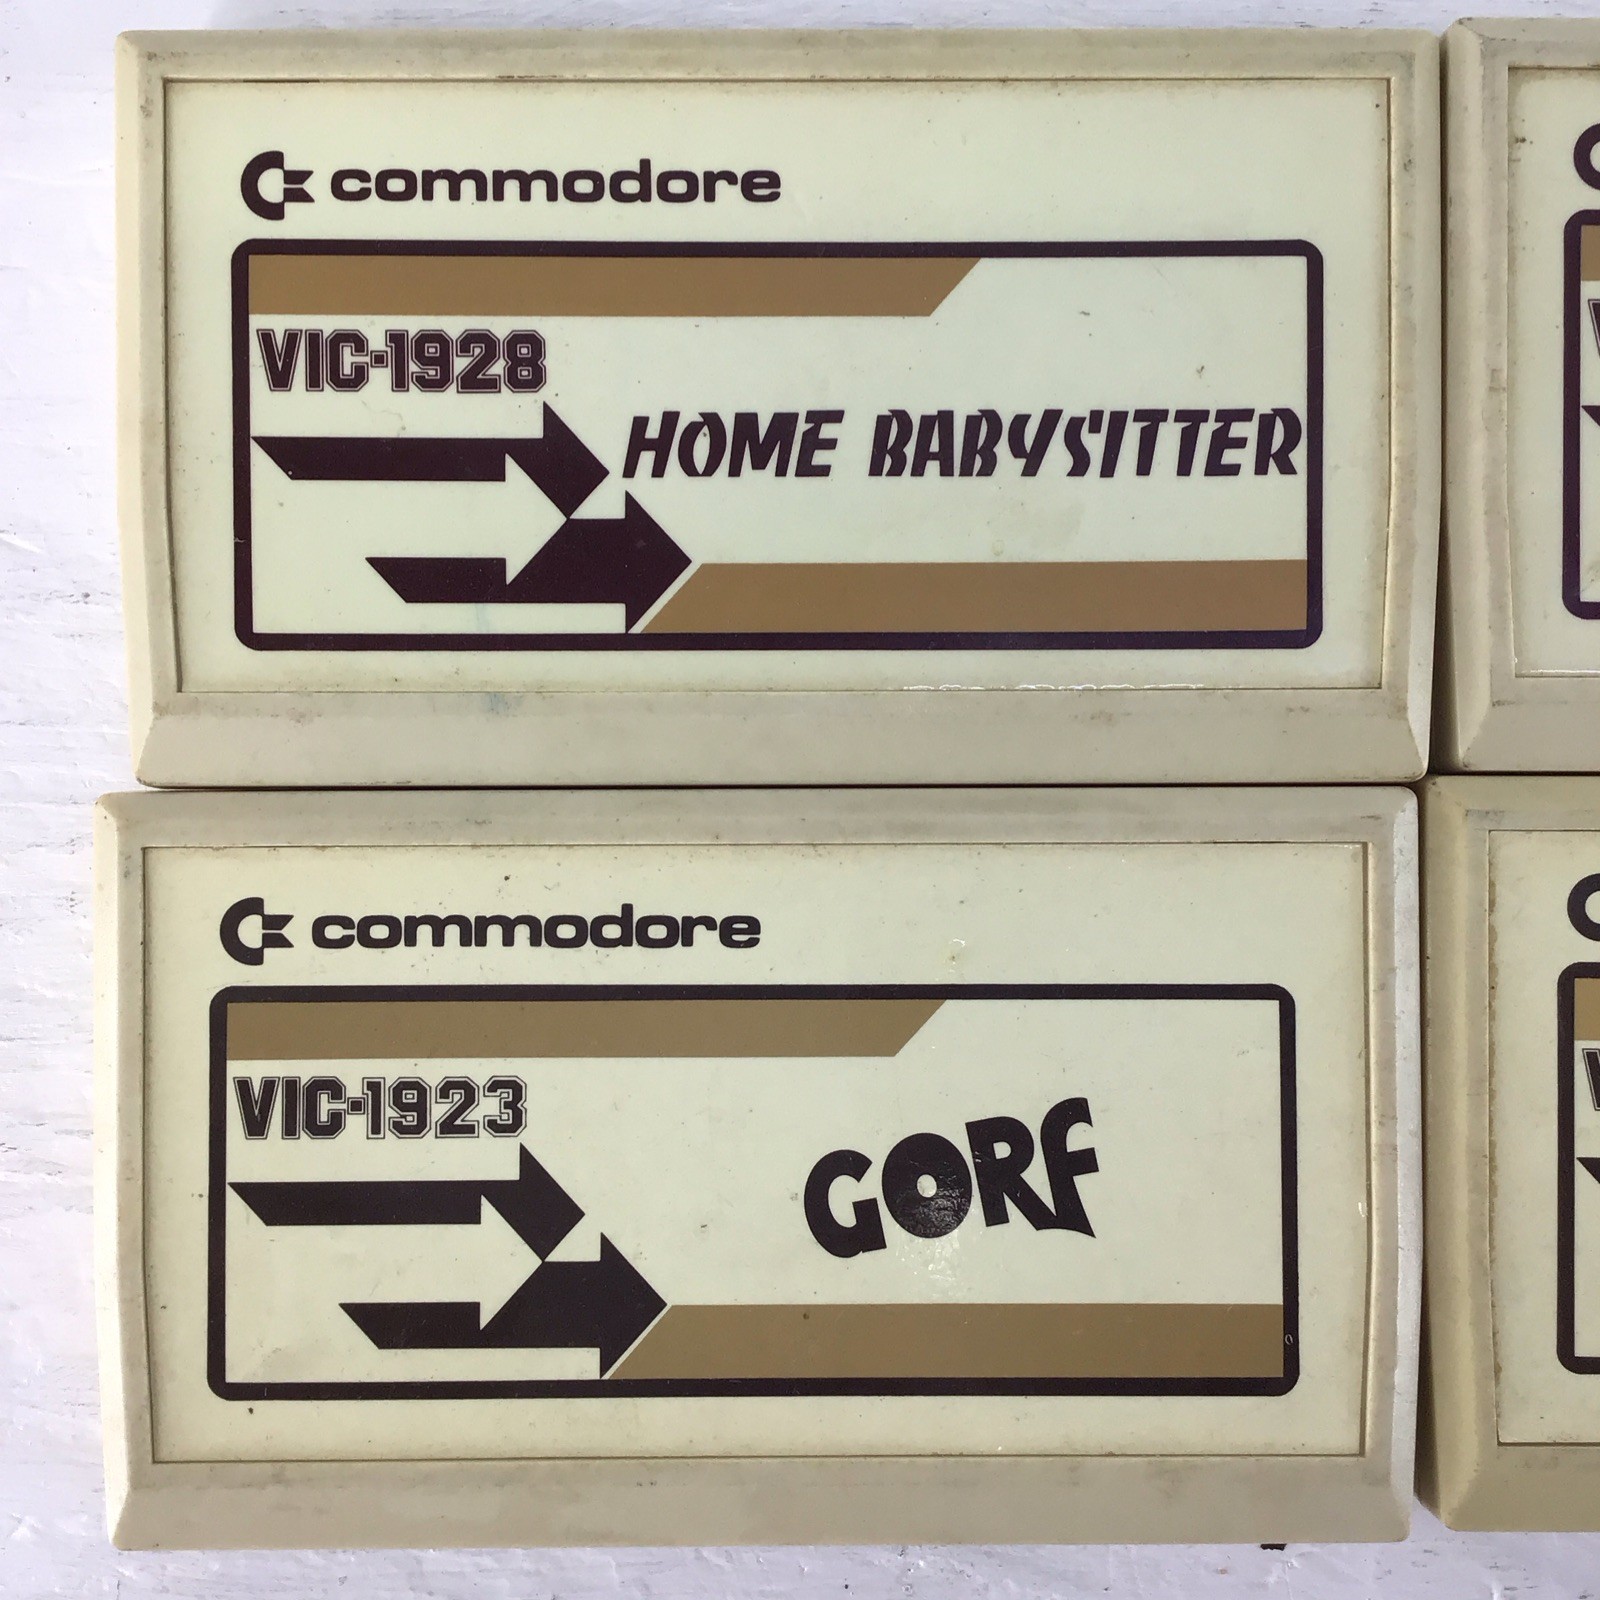 commodore
VIC-1928
HOME BABYSITTER
commodore
VIC-1923
GORF